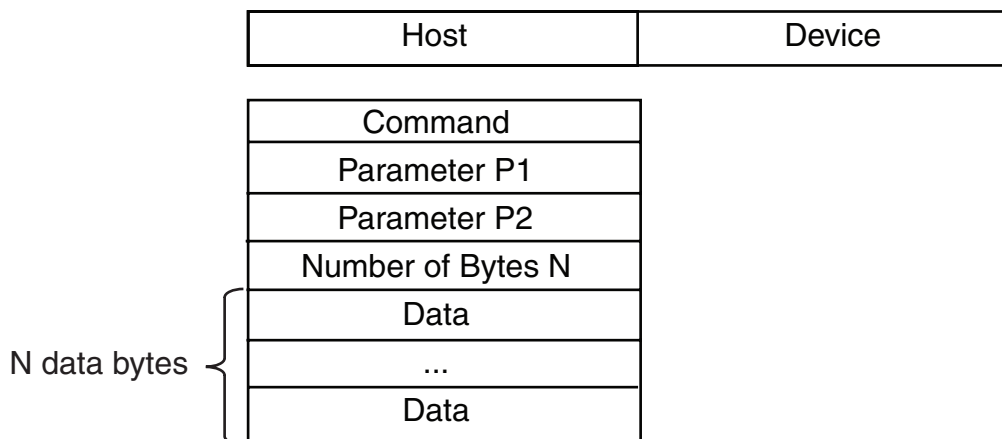 Host Device
Command
Parameter P1
Parameter P2
Number of Bytes N
Data
N data bytes ...
Data